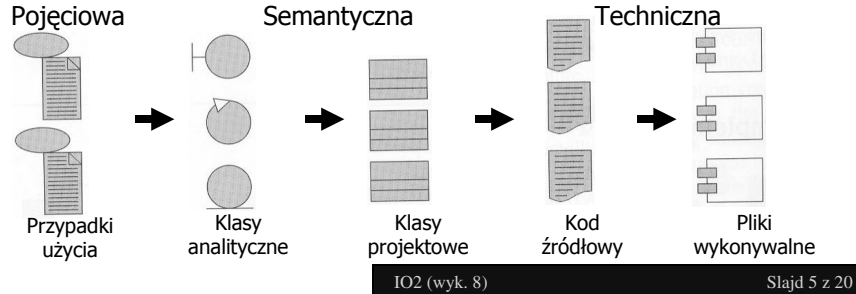 Pojęciowa Semantyczna Techniczna
Przypadki
użycia
Klasy
analityczne
Klasy
projektowe
Kod
źródłowy
Pliki
wykonywalne
IO2 (wyk. 8) Slajd 5 z 20